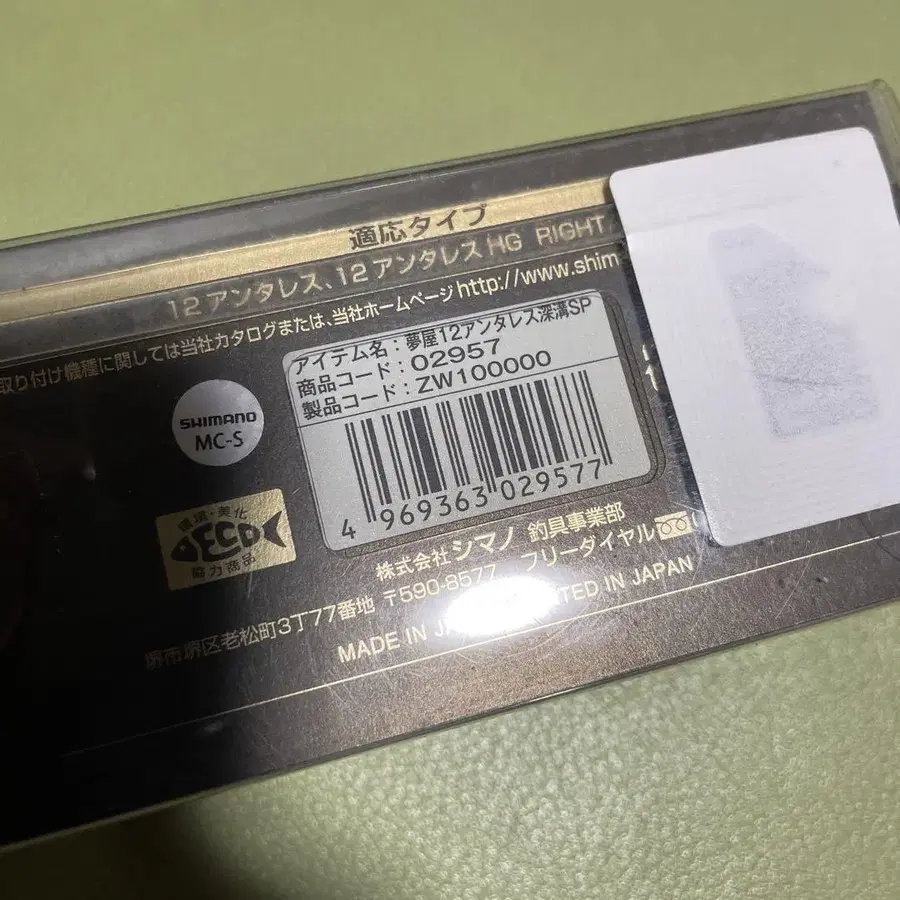 適応タイプ
12アンタレス、12アンタレスHG RIGHT
取り付け機種に関しては当社カタログまたは、当社ホームページhttp://www.shim
アイテム名：夢屋12アンタレス深溝SP
商品コード：02957
製品コード：ZW100000
4 969363 029577
SHIMANO
MC-S
環境・美化
DECO
協力商品
株式会社シマノ 釣具事業部
堺市堺区老松町3丁77番地 〒590-8577 フリーダイヤル
MADE IN JAPAN IN JAPAN